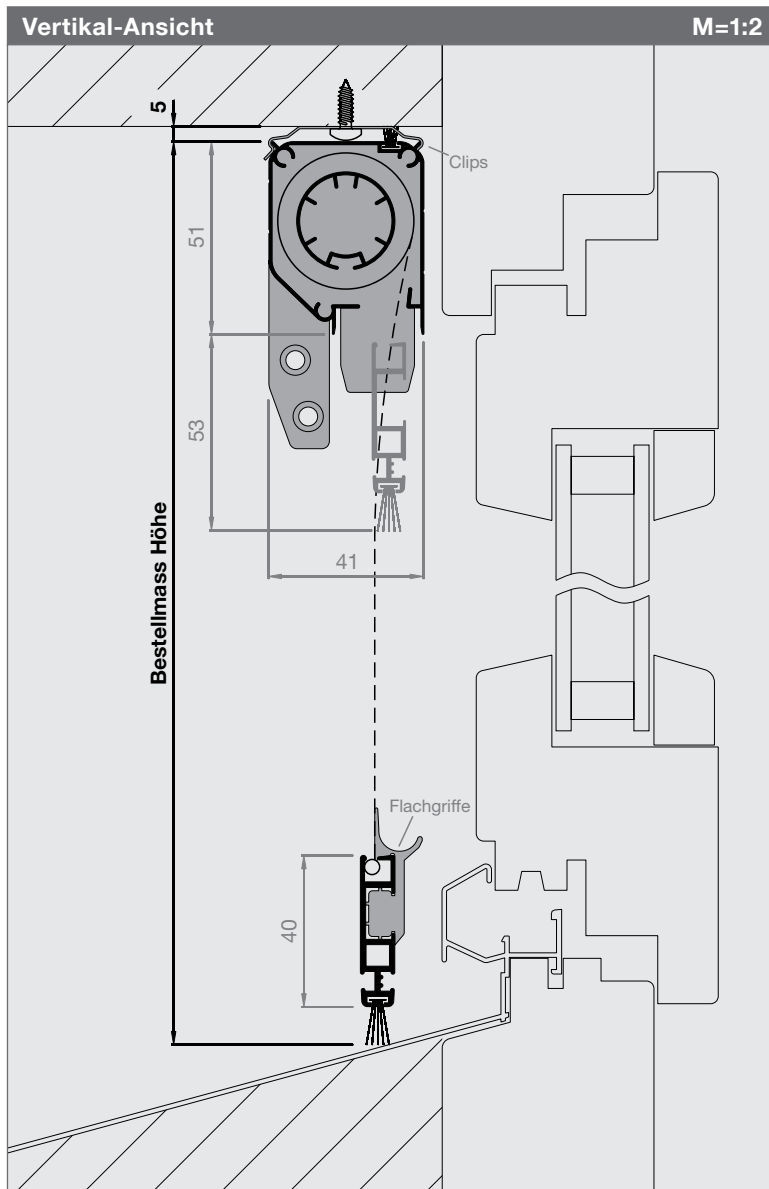 Vertikal-Ansicht M=1:2
5
Clips
51
53
41
Bestellmass Höhe
Flachgriffe
40